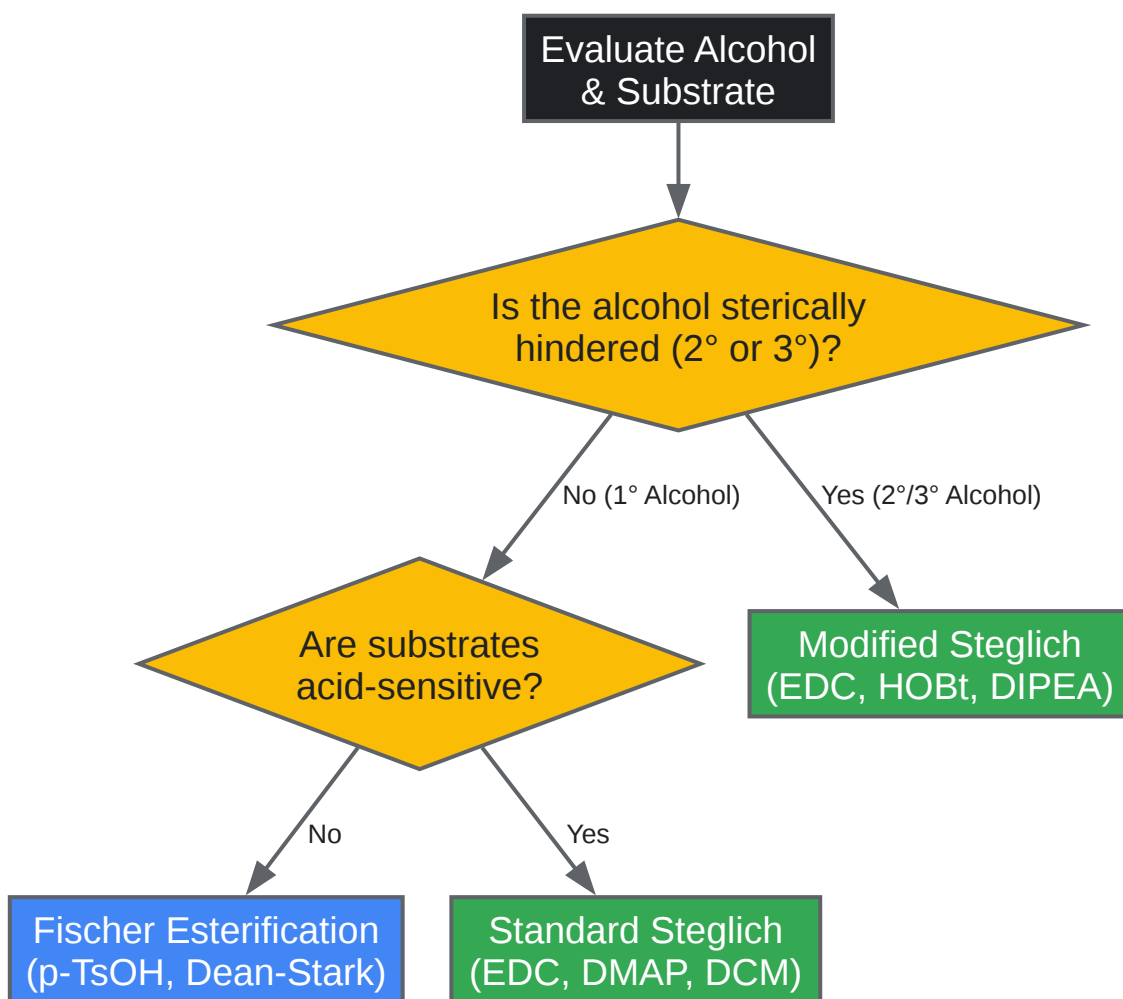 Evaluate Alcohol
& Substrate
Is the alcohol sterically
hindered (2° or 3°)?
No (1° Alcohol)
Yes (2°/3° Alcohol)
Are substrates
acid-sensitive?
Modified Steglich
(EDC, HOBt, DIPEA)
No
Yes
Fischer Esterification
(p-TsOH, Dean-Stark)
Standard Steglich
(EDC, DMAP, DCM)